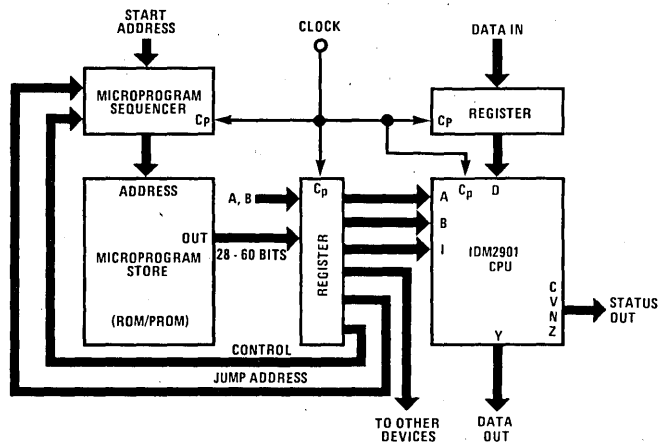 START
ADDRESS
CLOCK
DATA IN
MICROPROGRAM
SEQUENCER
CP
CP
REGISTER
ADDRESS
MICROPROGRAM
STORE
(ROM/PROM)
OUT
A, B
28 - 60 BITS
CP
REGISTER
A
B
I
CP
D
IDM2901
CPU
C
V
N
Z
STATUS
OUT
Y
CONTROL
JUMP ADDRESS
TO OTHER
DEVICES
DATA
OUT